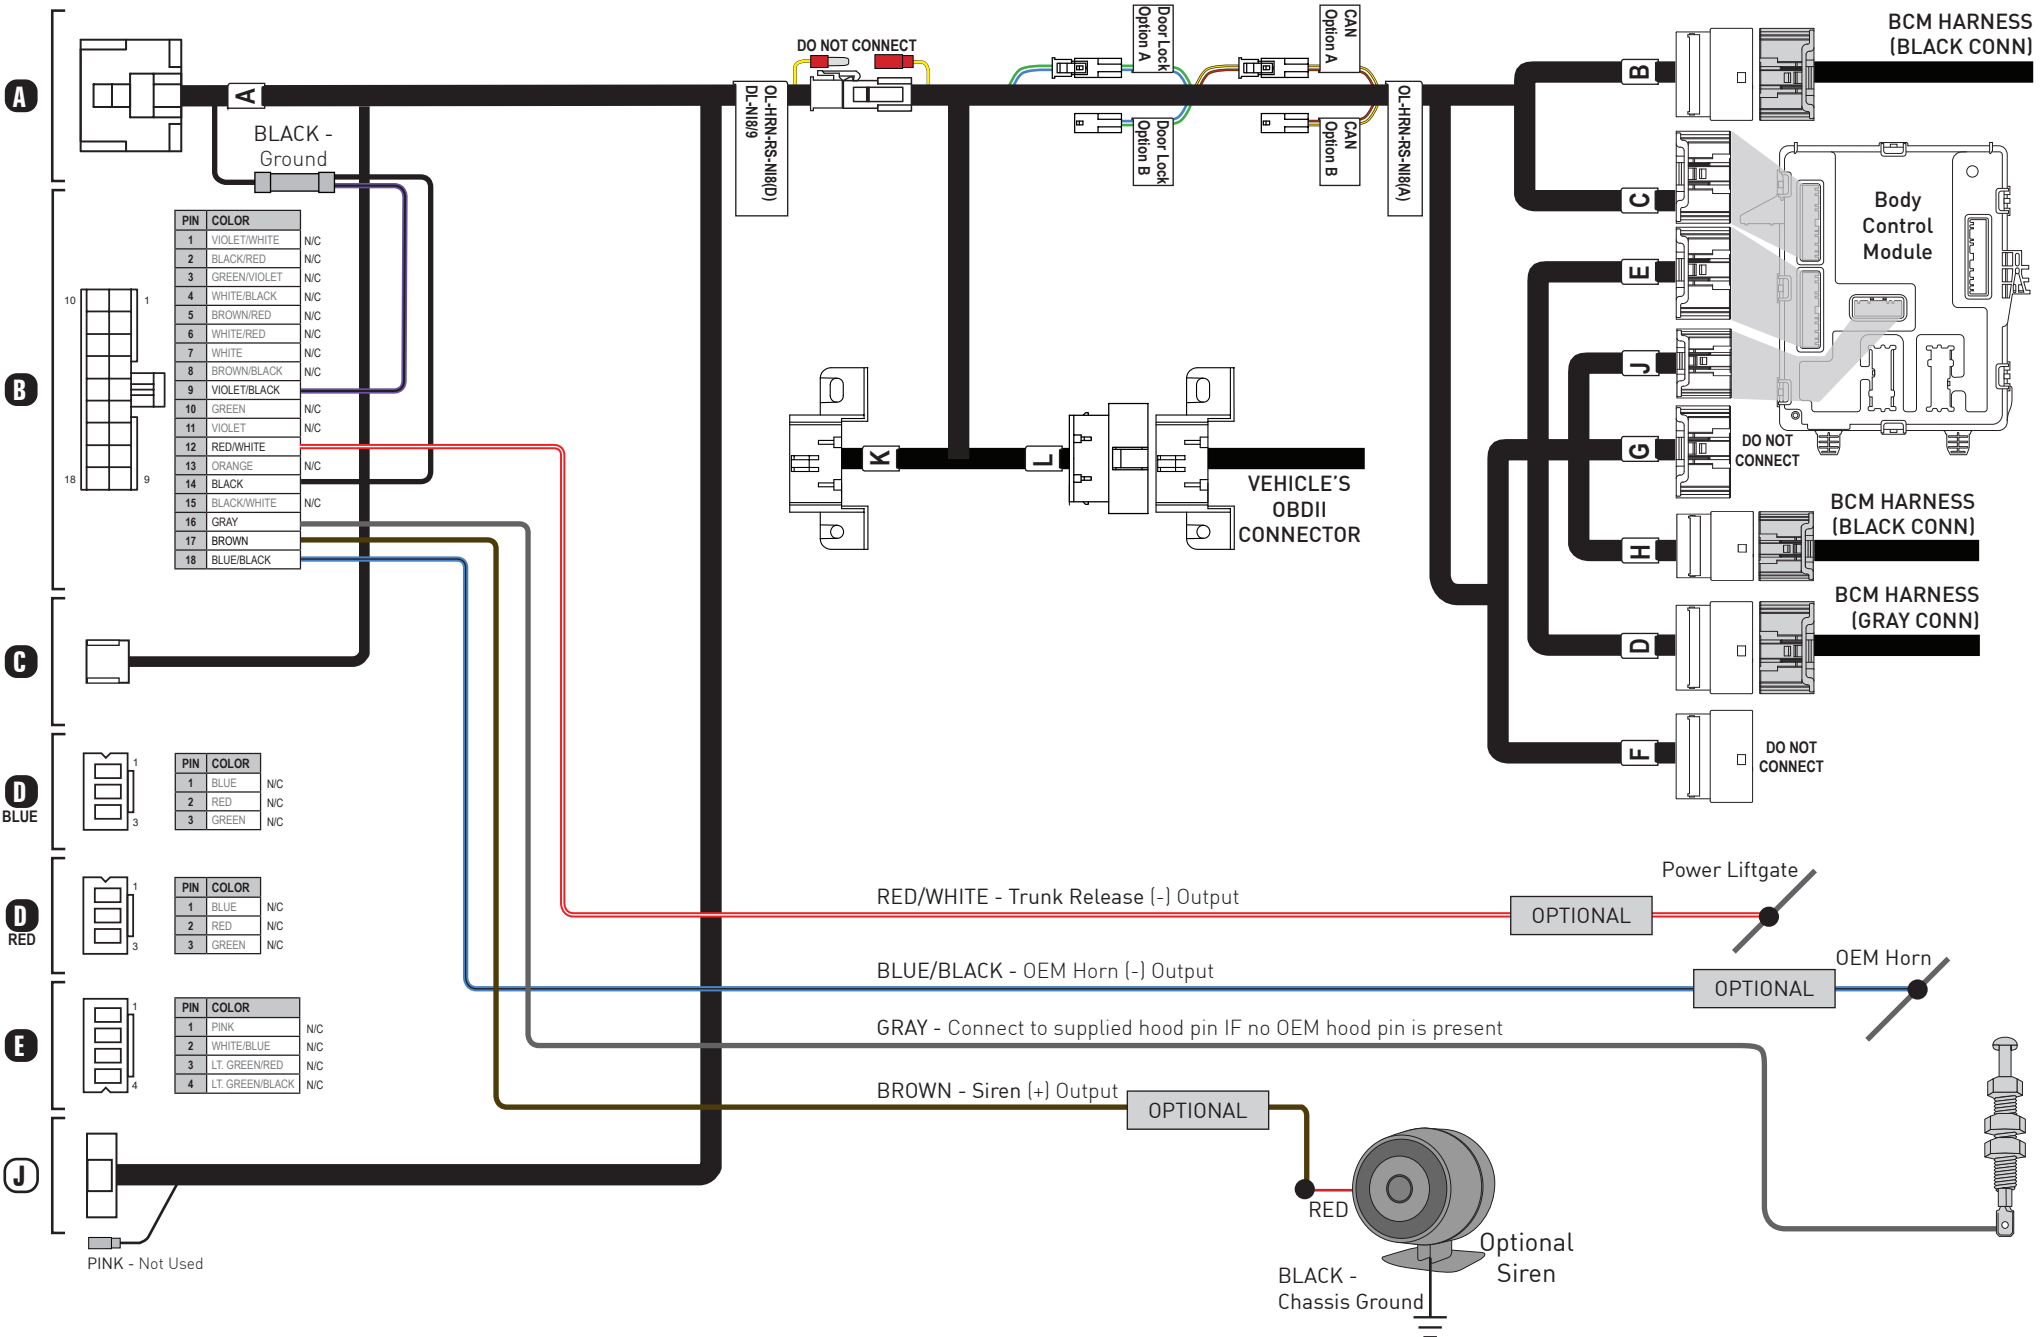 A
BLACK -
Ground
A
OL-HRN-RS-NI8(D)
DL-NI8/9
DO NOT CONNECT
Door Lock
Option A
Door Lock
Option B
CAN
Option A
CAN
Option B
OL-HRN-RS-NI8(A)
B
BCM HARNESS
(BLACK CONN)
C
E
J
G
DO NOT
CONNECT
Body
Control
Module
H
BCM HARNESS
(BLACK CONN)
D
BCM HARNESS
(GRAY CONN)
F
DO NOT
CONNECT
K
L
VEHICLE'S
OBDII
CONNECTOR
B
10
1
18
9
PIN COLOR
1 VIOLET/WHITE N/C
2 BLACK/RED N/C
3 GREEN/VIOLET N/C
4 WHITE/BLACK N/C
5 BROWN/RED N/C
6 WHITE/RED N/C
7 WHITE N/C
8 BROWN/BLACK N/C
9 VIOLET/BLACK
10 GREEN N/C
11 VIOLET N/C
12 RED/WHITE
13 ORANGE N/C
14 BLACK
15 BLACK/WHITE N/C
16 GRAY
17 BROWN
18 BLUE/BLACK
C
D
BLUE
1
3
PIN COLOR
1 BLUE N/C
2 RED N/C
3 GREEN N/C
D
RED
1
3
PIN COLOR
1 BLUE N/C
2 RED N/C
3 GREEN N/C
E
1
4
PIN COLOR
1 PINK N/C
2 WHITE/BLUE N/C
3 LT. GREEN/RED N/C
4 LT. GREEN/BLACK N/C
J
PINK - Not Used
RED/WHITE - Trunk Release (-) Output
OPTIONAL
Power Liftgate
BLUE/BLACK - OEM Horn (-) Output
OPTIONAL
OEM Horn
GRAY - Connect to supplied hood pin IF no OEM hood pin is present
BROWN - Siren (+) Output
OPTIONAL
RED
Optional
Siren
BLACK -
Chassis Ground